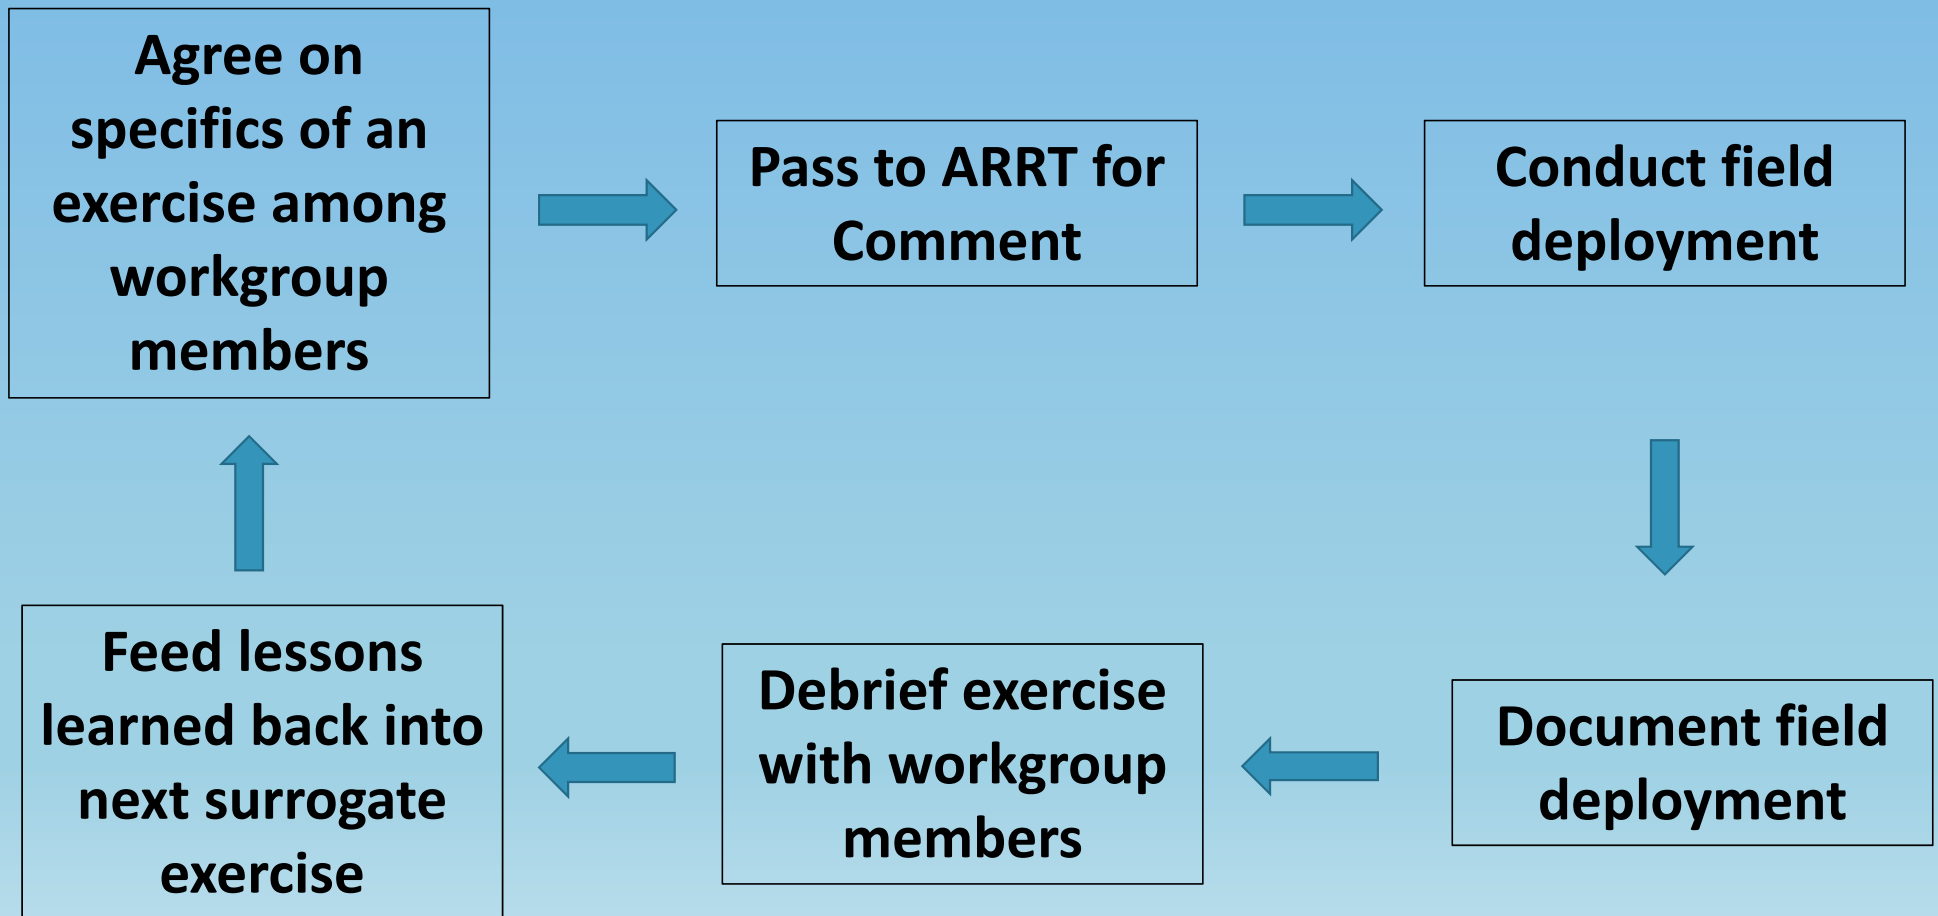 Agree on
specifics of an
exercise among
workgroup
members
Pass to ARRT for
Comment
Conduct field
deployment
Document field
deployment
Debrief exercise
with workgroup
members
Feed lessons
learned back into
next surrogate
exercise